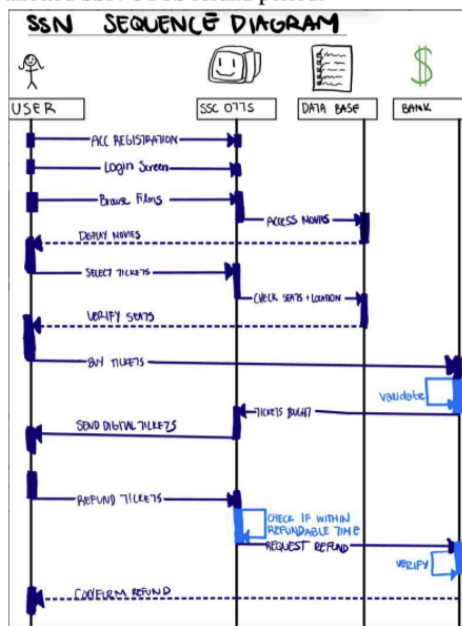 SSN SEQUENCE DIAGRAM
$
USER
SSC OTTS
DATA BASE
BANK
ACC REGISTRATION
Login Screen
Browse Films
ACCESS MOVIES
DISPLAY MOVIES
SELECT TICKETS
CHECK SEATS + LOCATION
VERIFY SEATS
BUY TICKETS
validate
TICKETS BOUGHT
SEND DIGITAL TICKETS
REFUND TICKETS
CHECK IF WITHIN
REFUNDABLE TIME
REQUEST REFUND
VERIFY
CONFIRM REFUND